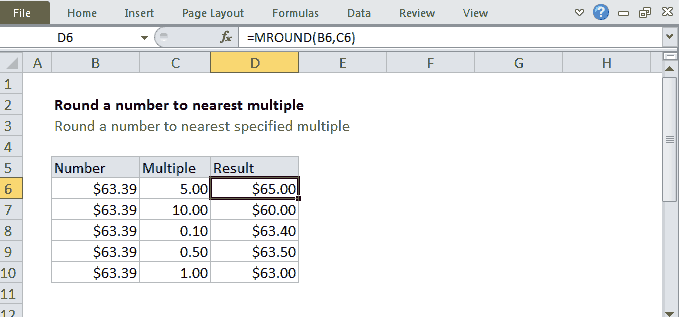 File Home Insert Page Layout Formulas Data Review View
D6 fx =MROUND(B6,C6)
A B C D E F G H
1
2 Round a number to nearest multiple
3 Round a number to nearest specified multiple
4
5 Number Multiple Result
6 $63.39 5.00 $65.00
7 $63.39 10.00 $60.00
8 $63.39 0.10 $63.40
9 $63.39 0.50 $63.50
10 $63.39 1.00 $63.00
11
12